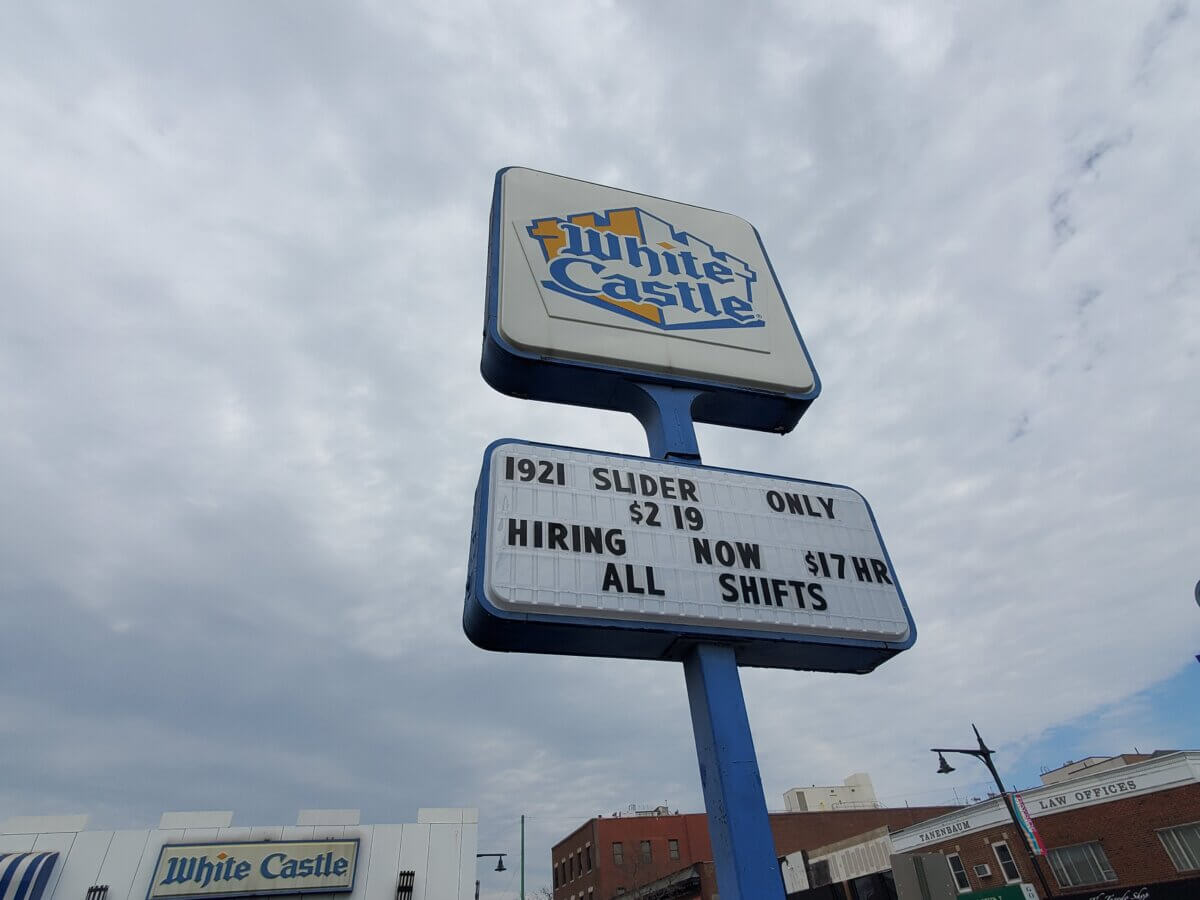 White
Castle
1921 SLIDER ONLY
$2 19
HIRING NOW $17 HR
ALL SHIFTS
White Castle
TANENBAUM LAW OFFICES